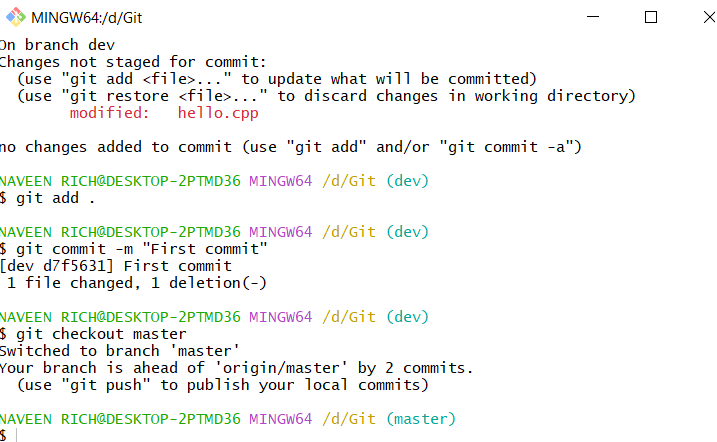 MINGW64:/d/Git
On branch dev
Changes not staged for commit:
  (use "git add <file>..." to update what will be committed)
  (use "git restore <file>..." to discard changes in working directory)
        modified:   hello.cpp

no changes added to commit (use "git add" and/or "git commit -a")

NAVEEN RICH@DESKTOP-2PTMD36 MINGW64 /d/Git (dev)
$ git add .

NAVEEN RICH@DESKTOP-2PTMD36 MINGW64 /d/Git (dev)
$ git commit -m "First commit"
[dev d7f5631] First commit
 1 file changed, 1 deletion(-)

NAVEEN RICH@DESKTOP-2PTMD36 MINGW64 /d/Git (dev)
$ git checkout master
Switched to branch 'master'
Your branch is ahead of 'origin/master' by 2 commits.
  (use "git push" to publish your local commits)

NAVEEN RICH@DESKTOP-2PTMD36 MINGW64 /d/Git (master)
$